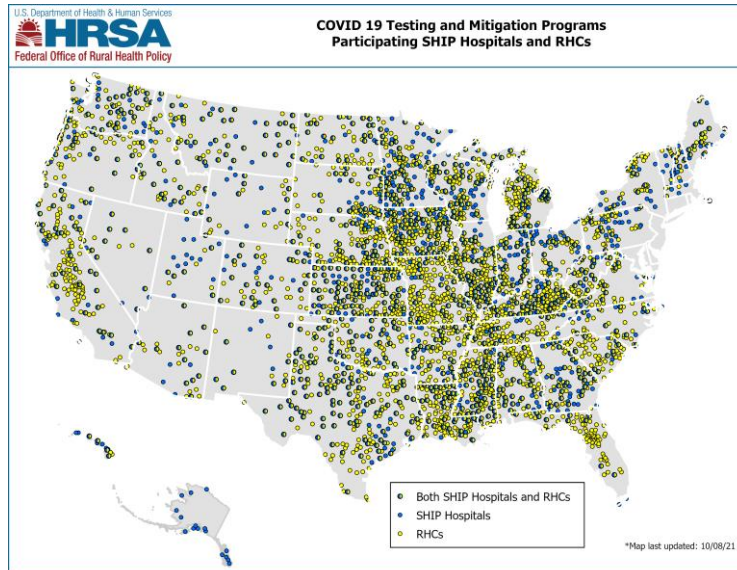 U.S. Department of Health & Human Services
HRSA
Federal Office of Rural Health Policy
COVID 19 Testing and Mitigation Programs
Participating SHIP Hospitals and RHCs
Both SHIP Hospitals and RHCs
SHIP Hospitals
RHCs
*Map last updated: 10/08/21